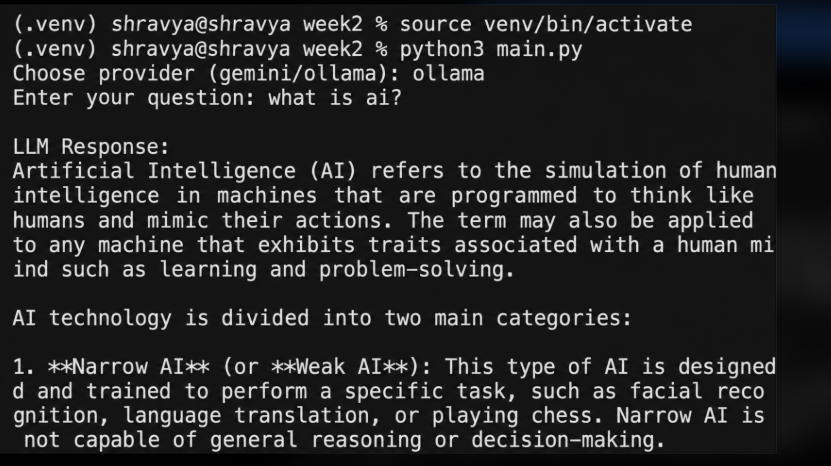 (.venv) shravya@shravya week2 % source venv/bin/activate
(.venv) shravya@shravya week2 % python3 main.py
Choose provider (gemini/ollama): ollama
Enter your question: what is ai?

LLM Response:
Artificial Intelligence (AI) refers to the simulation of human
intelligence in machines that are programmed to think like
humans and mimic their actions. The term may also be applied
to any machine that exhibits traits associated with a human mi
ind such as learning and problem-solving.

AI technology is divided into two main categories:

1. **Narrow AI** (or **Weak AI**): This type of AI is designed
d and trained to perform a specific task, such as facial reco
gnition, language translation, or playing chess. Narrow AI is
 not capable of general reasoning or decision-making.